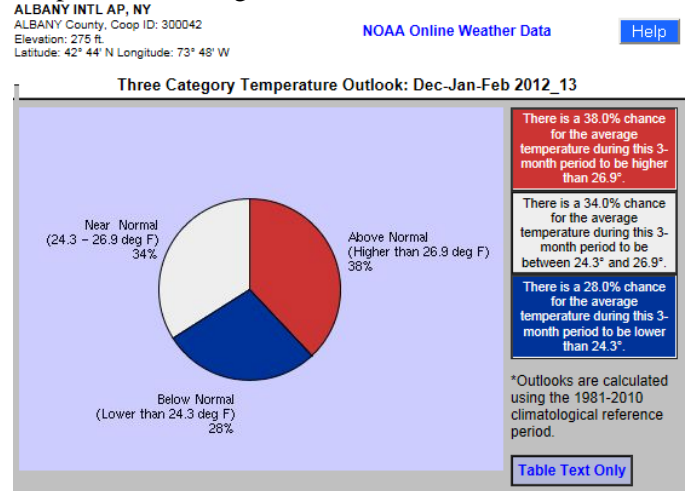 ALBANY INTL AP, NY
ALBANY County, Coop ID: 300042
Elevation: 275 ft.
Latitude: 42° 44' N Longitude: 73° 48' W
NOAA Online Weather Data
Help
Three Category Temperature Outlook: Dec-Jan-Feb 2012_13
Near Normal
(24.3 - 26.9 deg F)
34%
Above Normal
(Higher than 26.9 deg F)
38%
Below Normal
(Lower than 24.3 deg F)
28%
There is a 38.0% chance
for the average
temperature during this 3-
month period to be higher
than 26.9°.
There is a 34.0% chance
for the average
temperature during this 3-
month period to be
between 24.3° and 26.9°.
There is a 28.0% chance
for the average
temperature during this 3-
month period to be lower
than 24.3°.
*Outlooks are calculated
using the 1981-2010
climatological reference
period.
Table Text Only